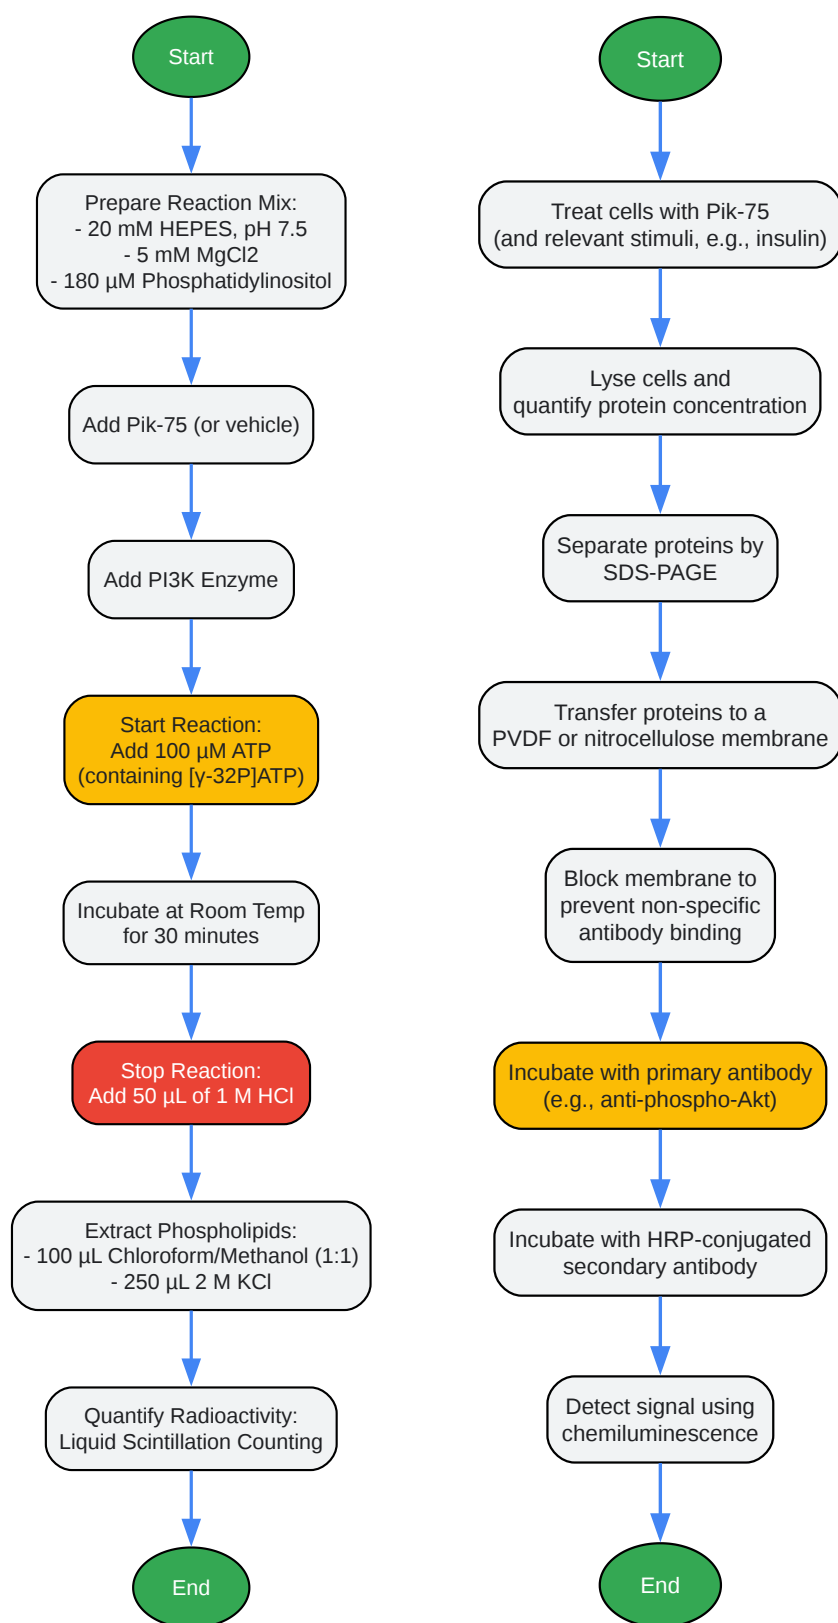 Start
Prepare Reaction Mix:
- 20 mM HEPES, pH 7.5
- 5 mM MgCl2
- 180 µM Phosphatidylinositol
Add Pik-75 (or vehicle)
Add PI3K Enzyme
Start Reaction:
Add 100 µM ATP
(containing [γ-32P]ATP)
Incubate at Room Temp
for 30 minutes
Stop Reaction:
Add 50 µL of 1 M HCl
Extract Phospholipids:
- 100 µL Chloroform/Methanol (1:1)
- 250 µL 2 M KCl
Quantify Radioactivity:
Liquid Scintillation Counting
End
Start
Treat cells with Pik-75
(and relevant stimuli, e.g., insulin)
Lyse cells and
quantify protein concentration
Separate proteins by
SDS-PAGE
Transfer proteins to a
PVDF or nitrocellulose membrane
Block membrane to
prevent non-specific
antibody binding
Incubate with primary antibody
(e.g., anti-phospho-Akt)
Incubate with HRP-conjugated
secondary antibody
Detect signal using
chemiluminescence
End